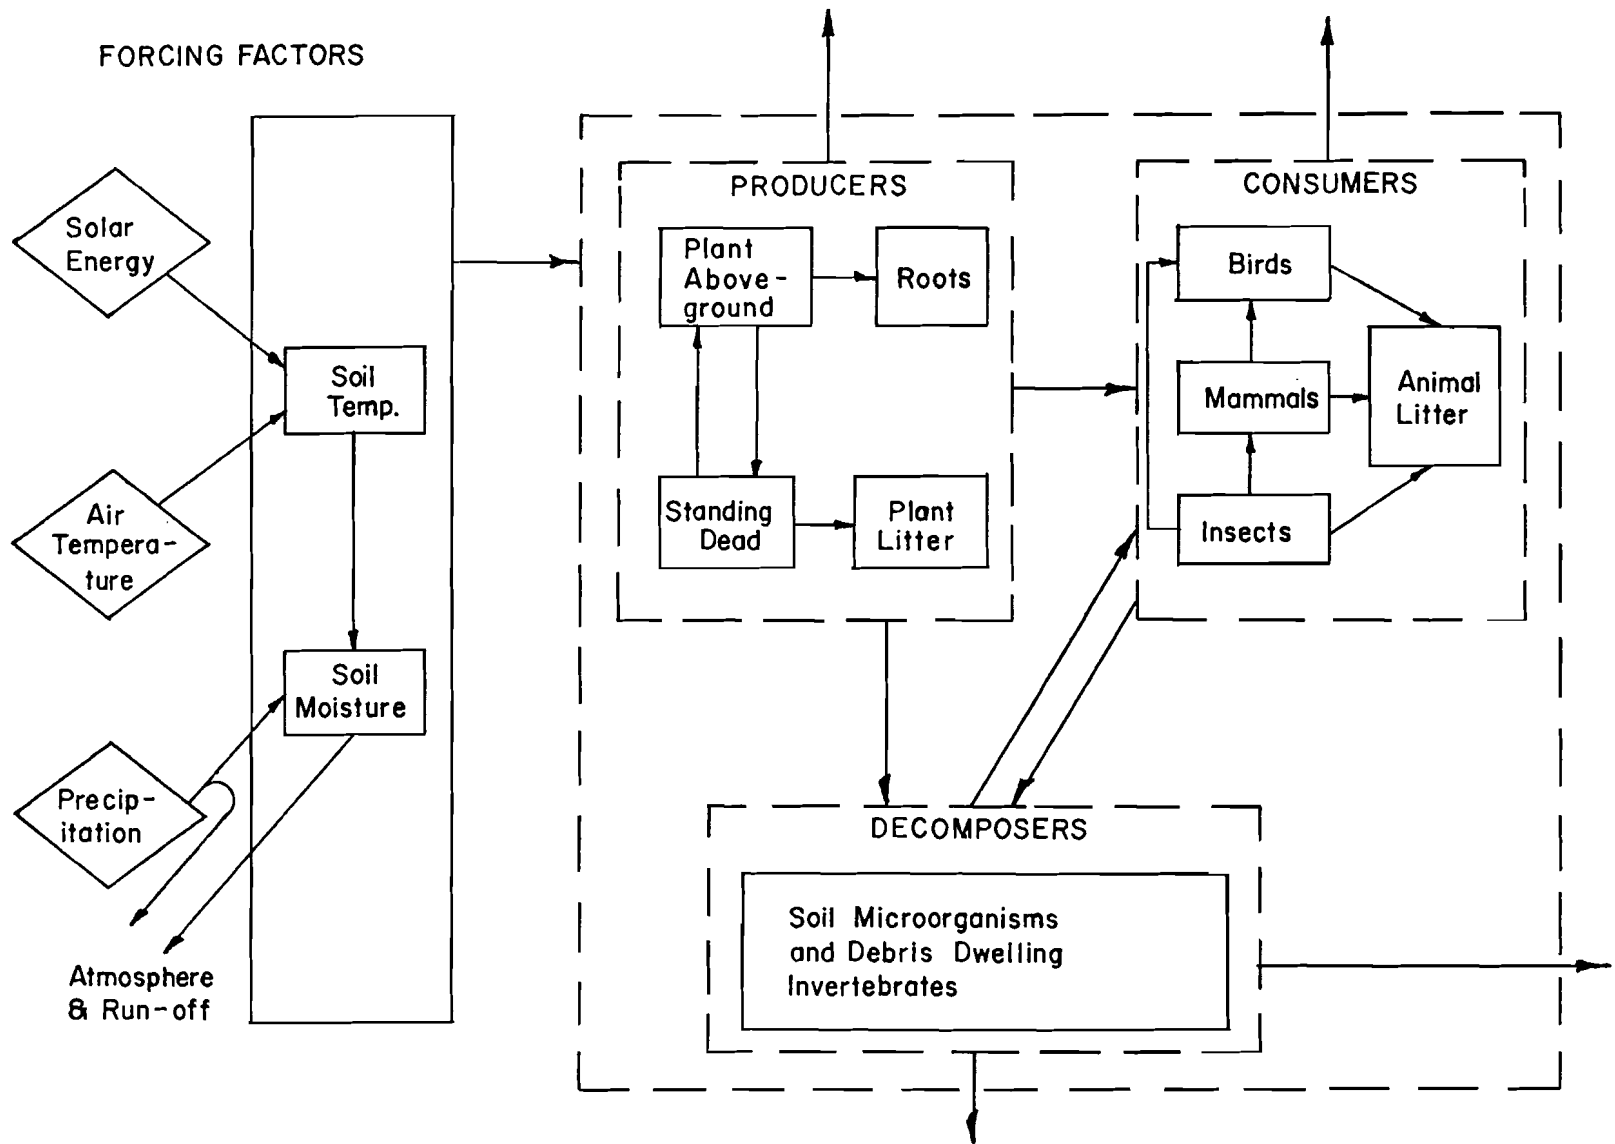 FORCING FACTORS
Solar
Energy
Soil
Temp.
Air
Tempera-
ture
Soil
Moisture
Precip-
itation
Atmosphere
& Run-off
PRODUCERS
Plant
Above-
ground
Roots
Standing
Dead
Plant
Litter
CONSUMERS
Birds
Mammals
Animal
Litter
Insects
DECOMPOSERS
Soil Microorganisms
and Debris Dwelling
Invertebrates